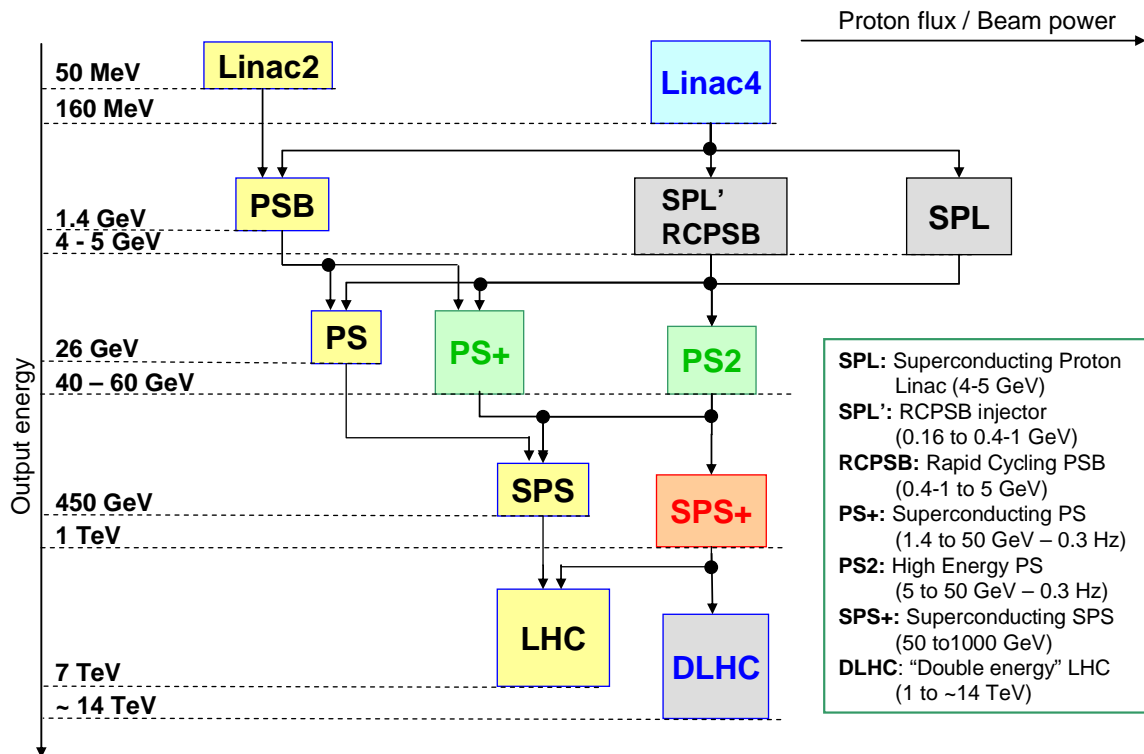 Proton flux / Beam power
Output energy
50 MeV
Linac2
Linac4
160 MeV
PSB
SPL’
RCPSB
SPL
1.4 GeV
4 - 5 GeV
PS
PS+
PS2
26 GeV
40 – 60 GeV
SPS
SPS+
450 GeV
1 TeV
LHC
DLHC
7 TeV
~ 14 TeV
SPL: Superconducting Proton
Linac (4-5 GeV)
SPL’: RCPSB injector
(0.16 to 0.4-1 GeV)
RCPSB: Rapid Cycling PSB
(0.4-1 to 5 GeV)
PS+: Superconducting PS
(1.4 to 50 GeV – 0.3 Hz)
PS2: High Energy PS
(5 to 50 GeV – 0.3 Hz)
SPS+: Superconducting SPS
(50 to1000 GeV)
DLHC: “Double energy” LHC
(1 to ~14 TeV)